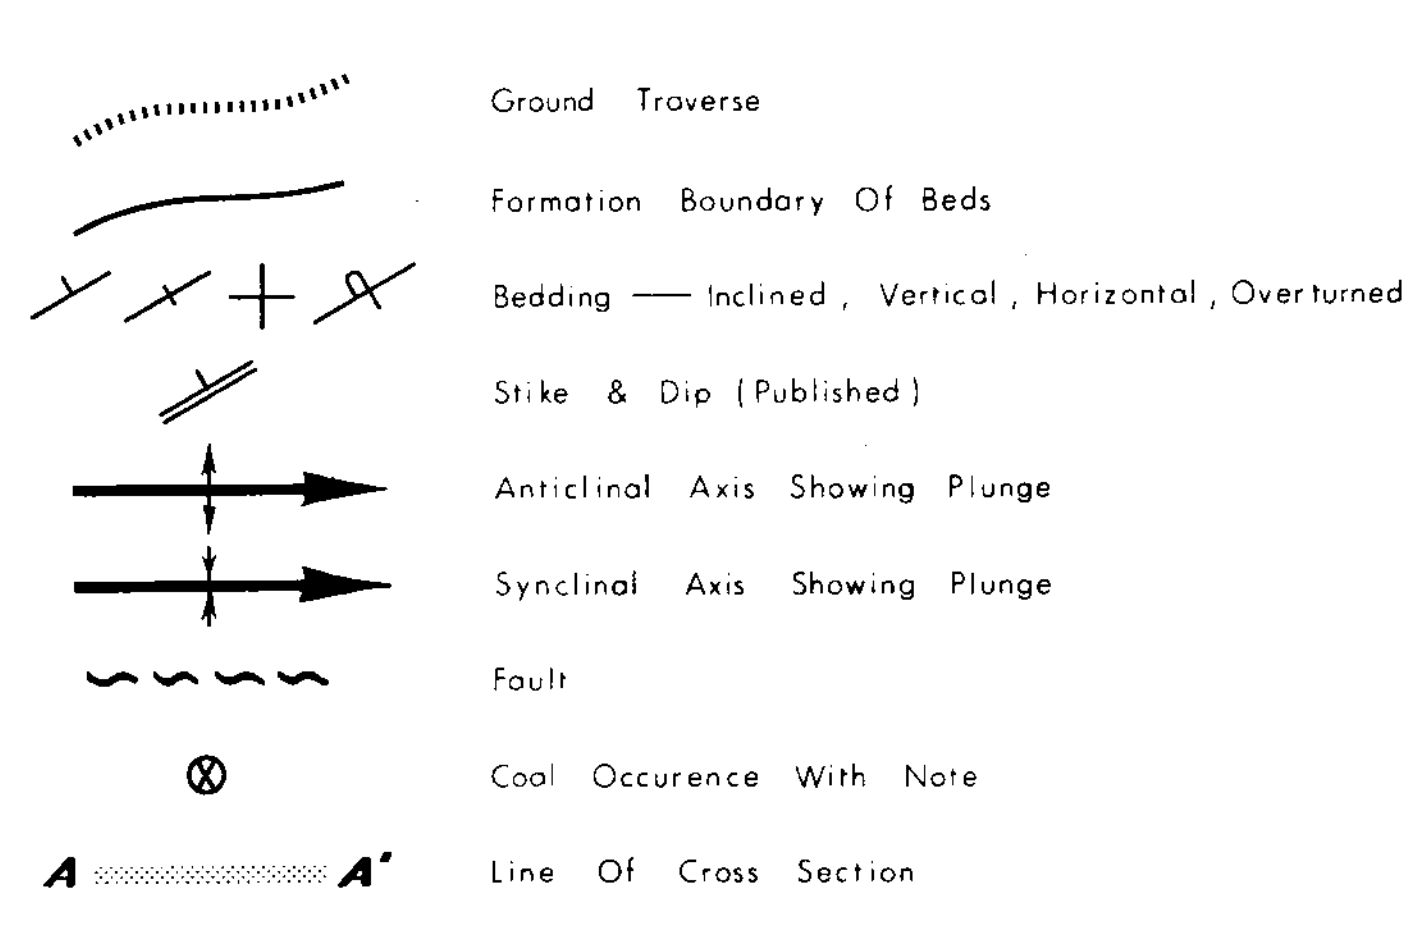 Ground Traverse
Formation Boundary Of Beds
Bedding — Inclined, Vertical, Horizontal, Overturned
Stike & Dip (Published)
Anticlinal Axis Showing Plunge
Synclinal Axis Showing Plunge
Fault
Coal Occurence With Note
A A' Line Of Cross Section